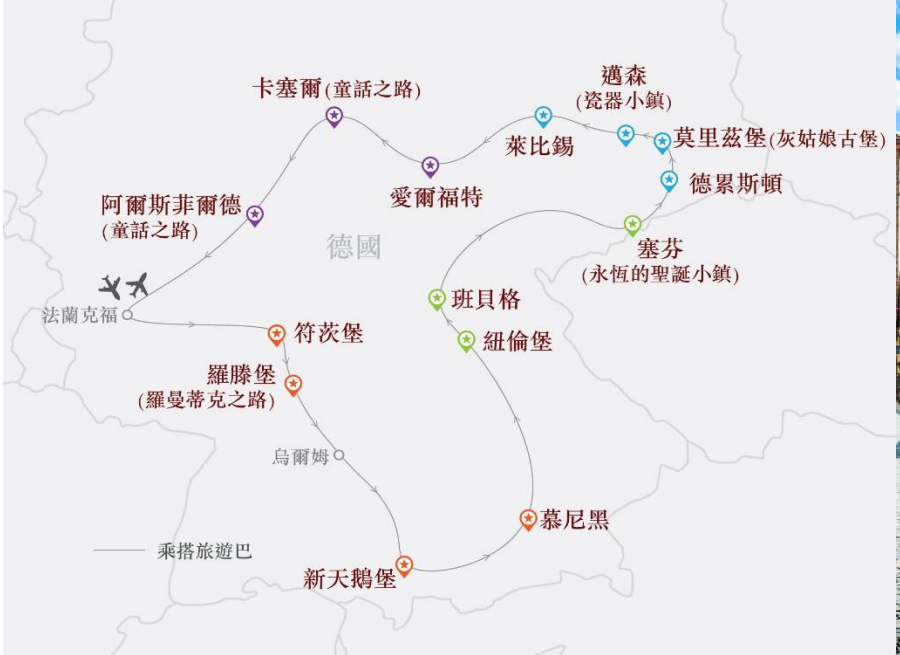 卡塞爾(童話之路)
邁森
(瓷器小鎮)
萊比錫
莫里茲堡(灰姑娘古堡)
愛爾福特
德累斯頓
阿爾斯菲爾德
(童話之路)
德國
塞芬
(永恆的聖誕小鎮)
班貝格
法蘭克福
符茨堡
紐倫堡
羅滕堡
(羅曼蒂克之路)
烏爾姆
慕尼黑
乘搭旅遊巴
新天鵝堡